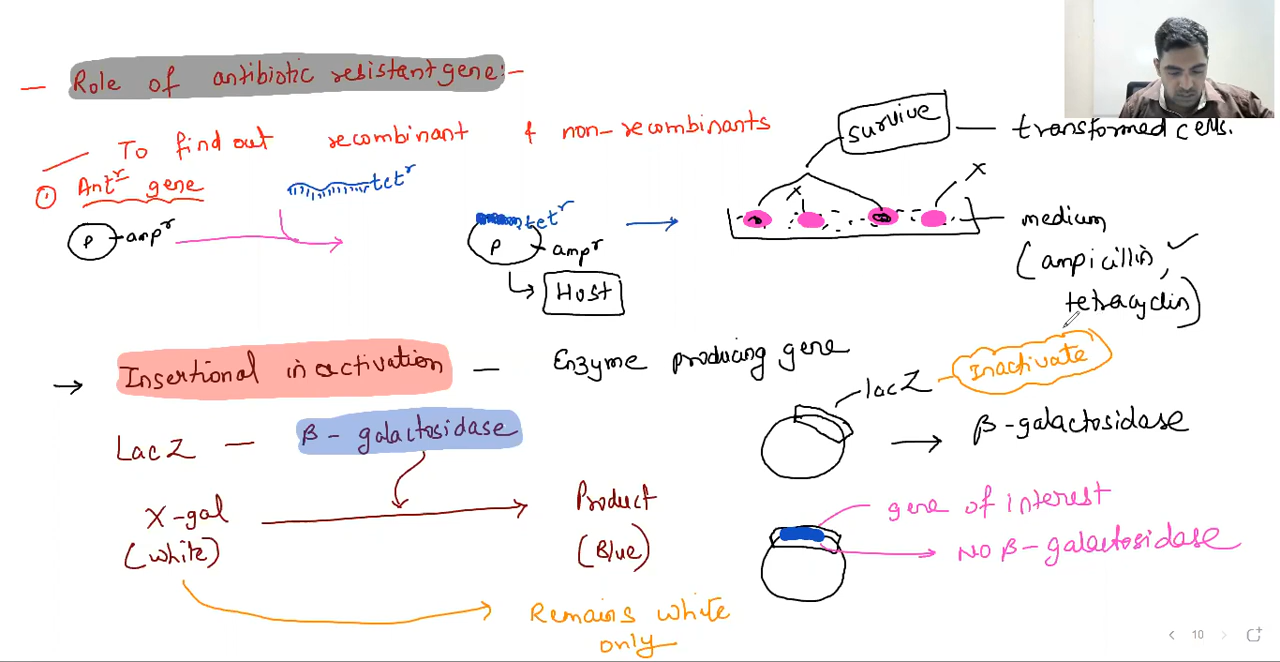 — Role of antibiotic resistant gene:-
To find out recombinant & non-recombinants
① Antʳ gene
tetʳ
P ampʳ
tetʳ
P ampʳ
Host
survive — transformed cells.
x x
medium
(ampicillin ✓,
tetracyclin)
→ Insertional inactivation — Enzyme producing gene
LacZ — β-galactosidase
X-gal → Product
(white) (Blue)
Remains white
only
lacZ Inactivate
→ β-galactosidase
gene of interest
NO β-galactosidase
< 10 >